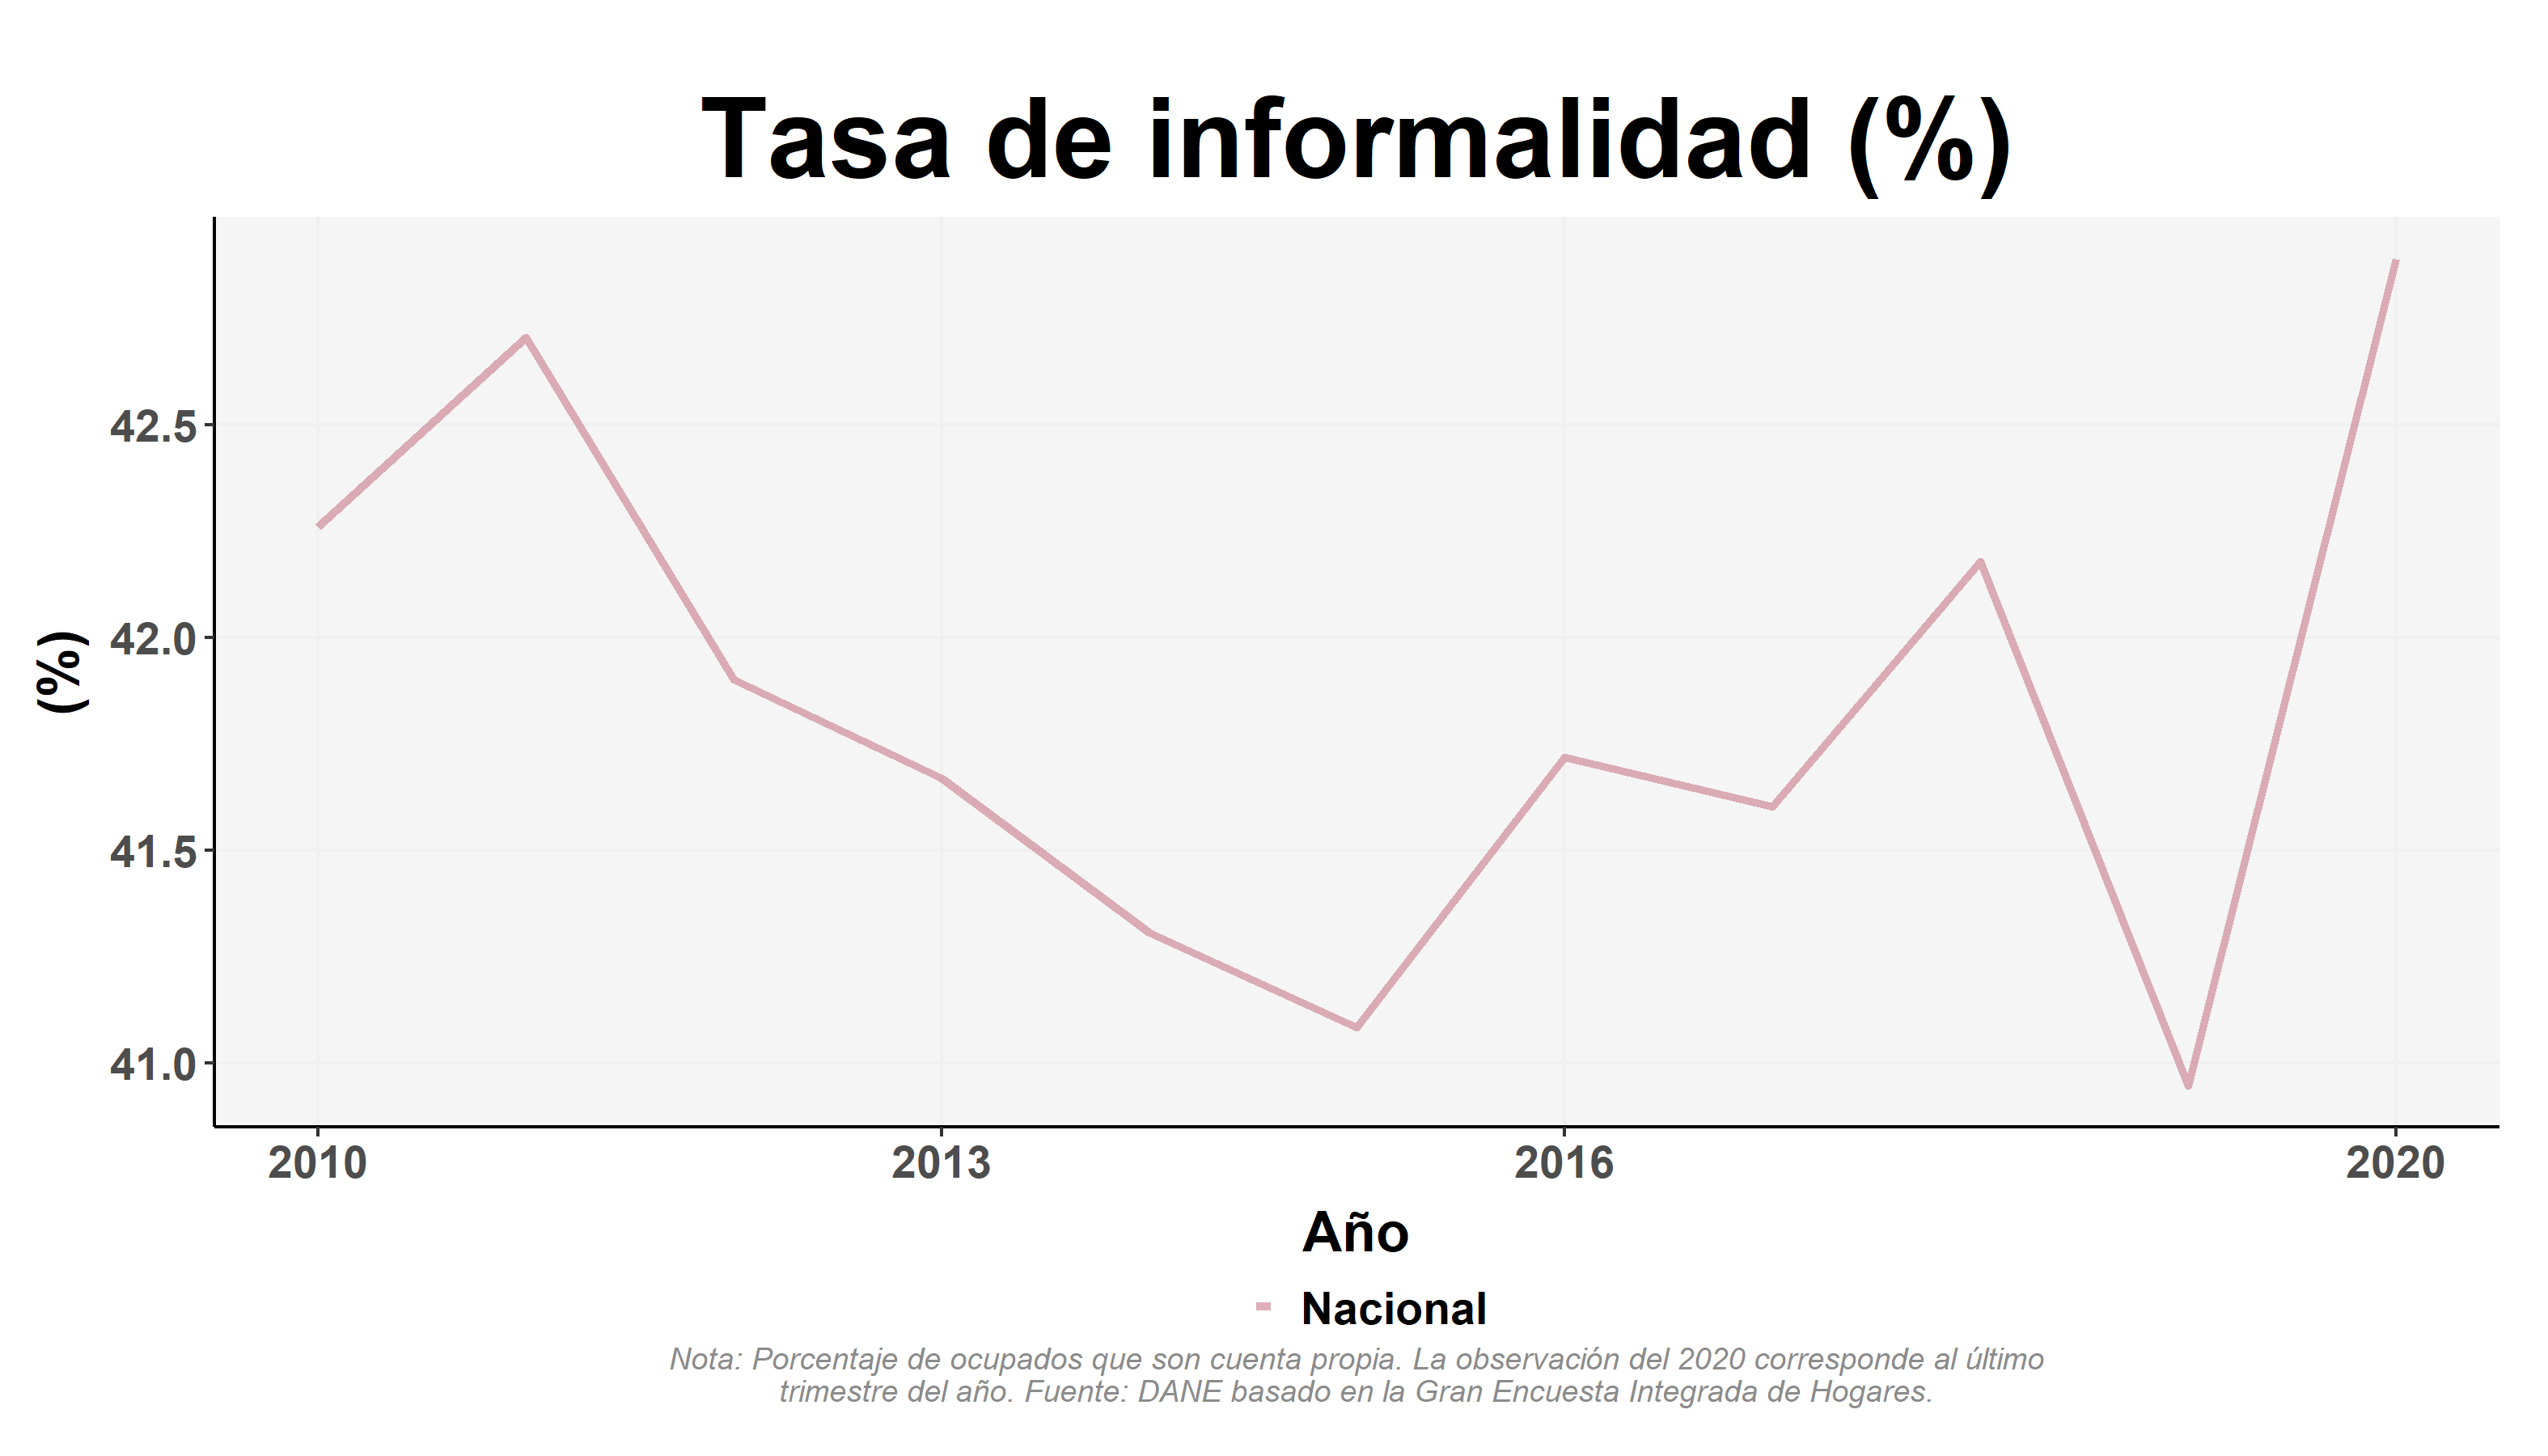 Tasa de informalidad (%)
(%)
42.5
42.0
41.5
41.0
2010 2013 2016 2020
Año
Nacional
Nota: Porcentaje de ocupados que son cuenta propia. La observación del 2020 corresponde al último
trimestre del año. Fuente: DANE basado en la Gran Encuesta Integrada de Hogares.